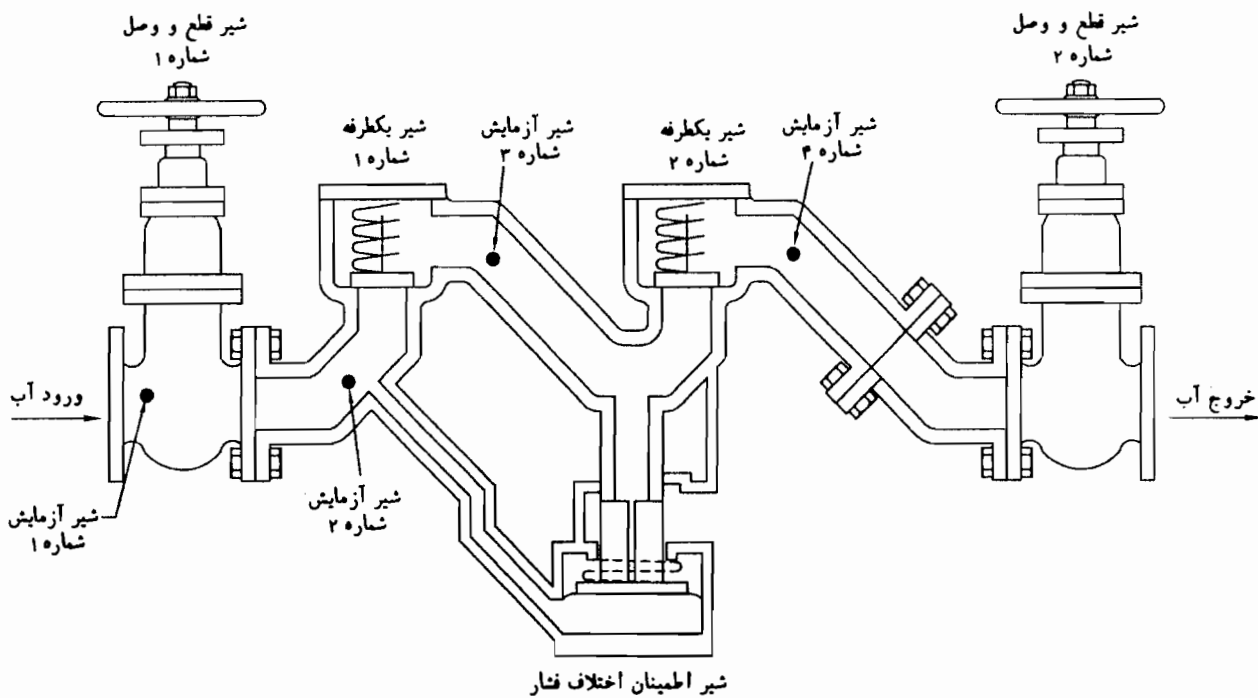 شیر قطع و وصل
شماره ۲
شیر قطع و وصل
شماره ۱
شیر آزمایش
شماره ۴
شیر یکطرفه
شماره ۲
شیر آزمایش
شماره ۳
شیر یکطرفه
شماره ۱
خروج آب
ورود آب
شیر آزمایش
شماره ۲
شیر آزمایش
شماره ۱
شیر اطمینان اختلاف فشار